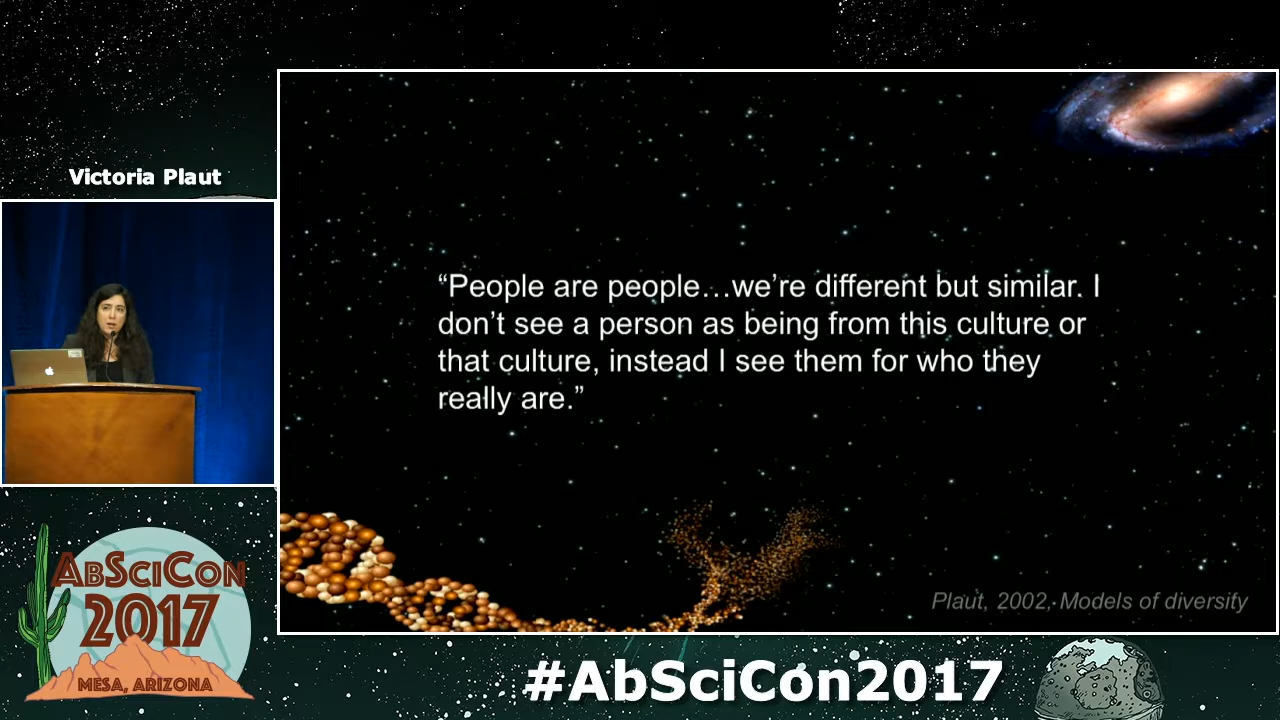 Victoria Plaut
“People are people…we’re different but similar. I
don’t see a person as being from this culture or
that culture, instead I see them for who they
really are.”
Plaut, 2002, Models of diversity
AbSciCon
2017
MESA, ARIZONA
#AbSciCon2017